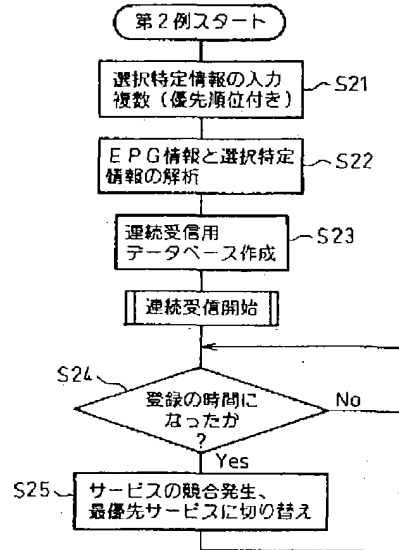 第2例スタート
選択特定情報の入力
複数（優先順位付き）
S21
EPG情報と選択特定
情報の解析
S22
連続受信用
データベース作成
S23
連続受信開始
S24
登録の時間に
なったか
?
No
Yes
S25
サービスの競合発生、
最優先サービスに切り替え